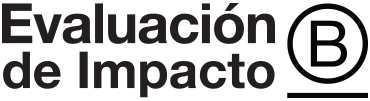 Evaluación
de Impacto
B